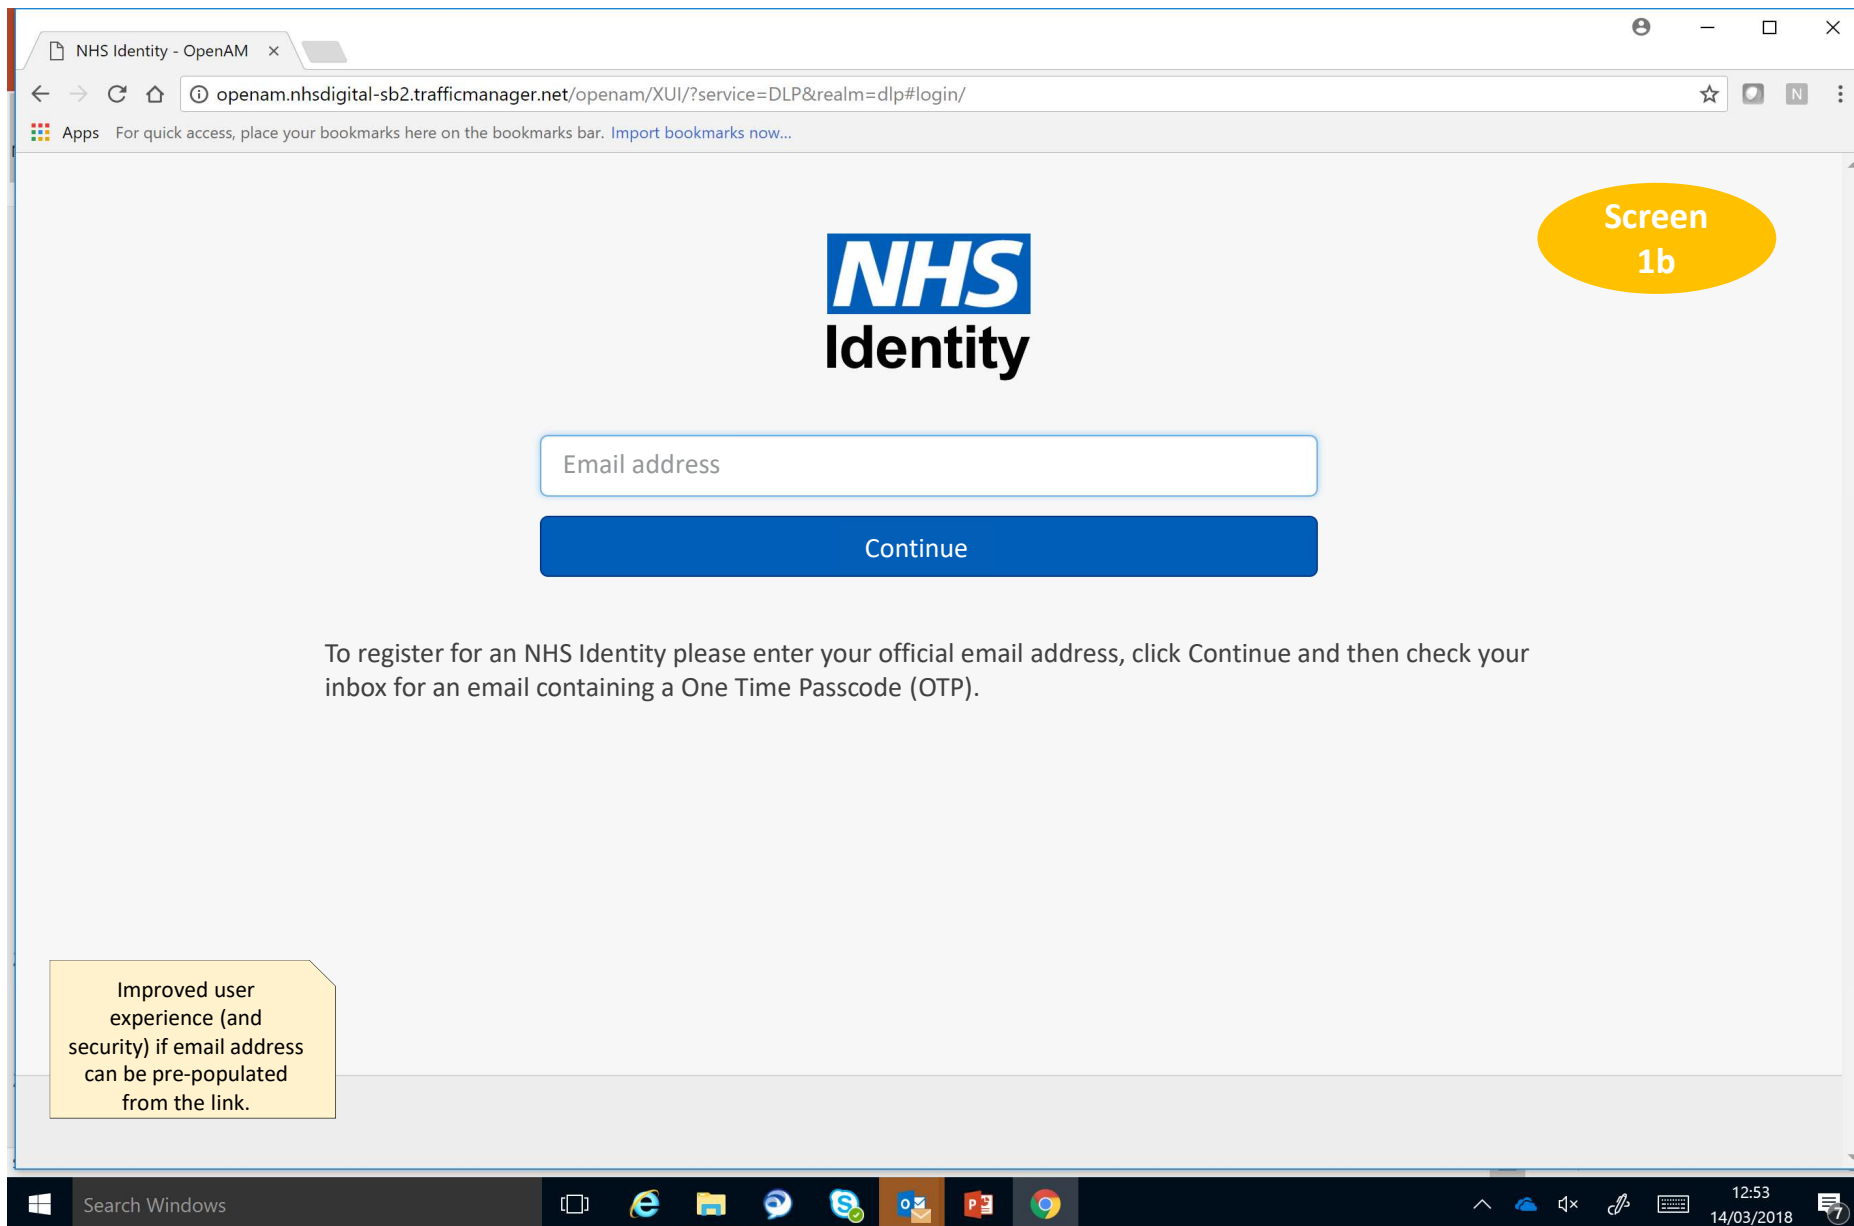 NHS Identity - OpenAM
openam.nhsdigital-sb2.trafficmanager.net/openam/XUI/?service=DLP&realm=dlp#login/
N
Apps For quick access, place your bookmarks here on the bookmarks bar. Import bookmarks now...
Screen
1b
NHS
Identity
Email address
Continue
To register for an NHS Identity please enter your official email address, click Continue and then check your
inbox for an email containing a One Time Passcode (OTP).
Improved user
experience (and
security) if email address
can be pre-populated
from the link.
Search Windows
12:53
14/03/2018
7